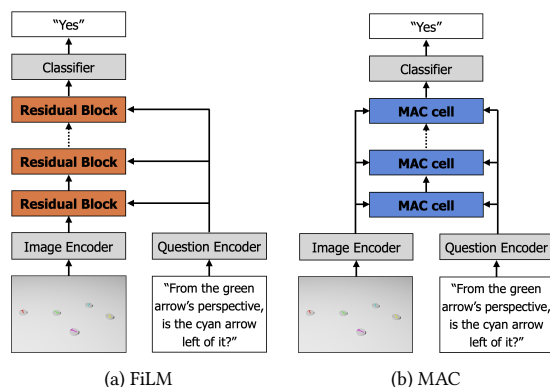 "Yes"
Classifier
Residual Block
Residual Block
Residual Block
Image Encoder
Question Encoder
"From the green
arrow's perspective,
is the cyan arrow
left of it?"
(a) FiLM
"Yes"
Classifier
MAC cell
MAC cell
MAC cell
Image Encoder
Question Encoder
"From the green
arrow's perspective,
is the cyan arrow
left of it?"
(b) MAC